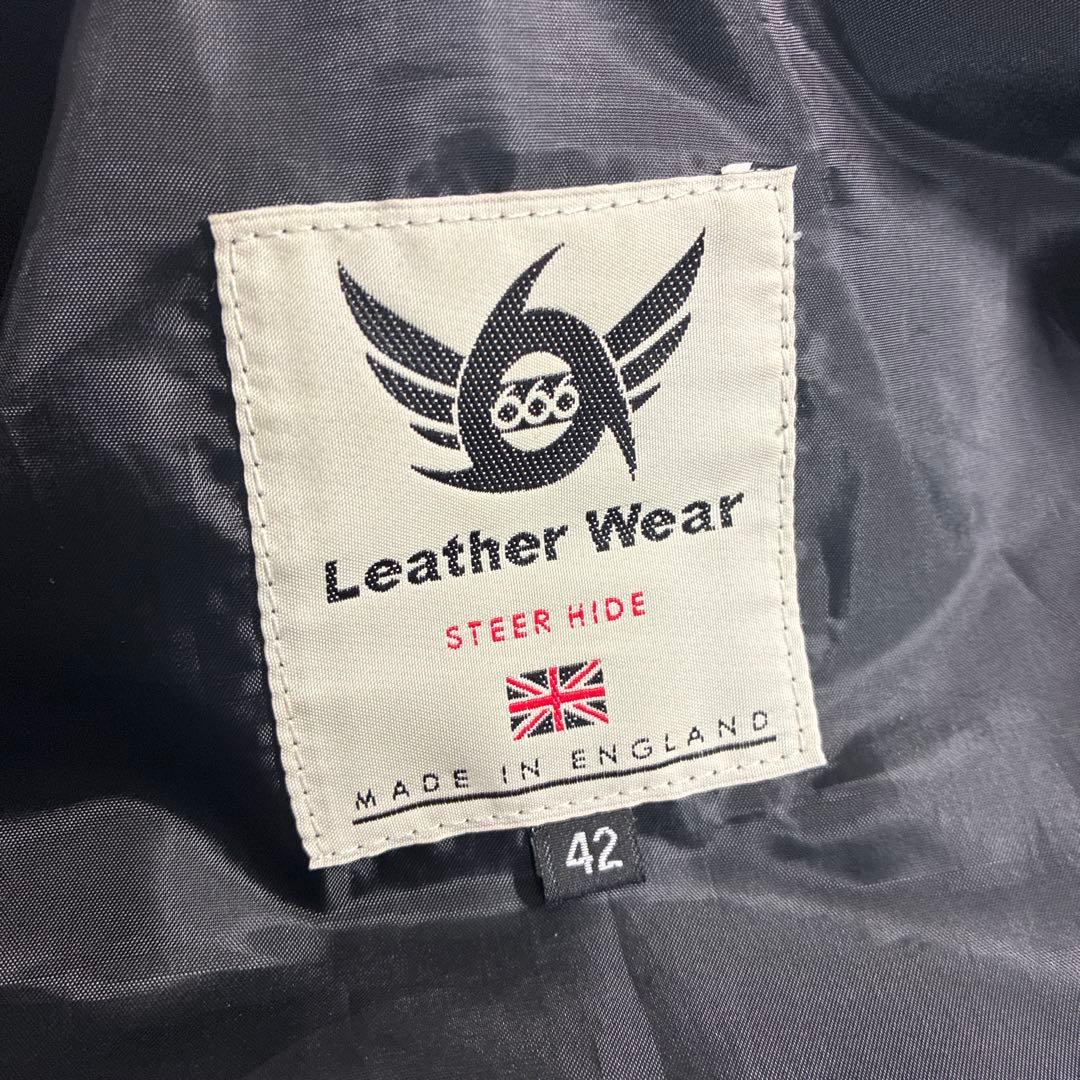 666
Leather Wear
STEER HIDE
MADE IN ENGLAND
42